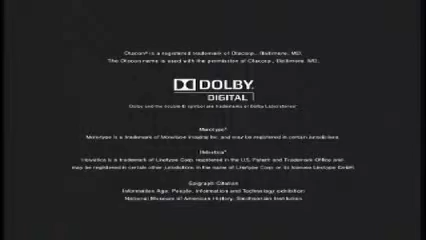 Otacon® is a registered trademark of Otacorp., Baltimore, MD.
The Otacon name is used with the permission of Otacorp., Baltimore, MD.
DOLBY
DIGITAL
Dolby and the double-D symbol are trademarks of Dolby Laboratories
Monotype®
Monotype is a trademark of Monotype Imaging Inc. and may be registered in certain jurisdictions.
Helvetica®
Helvetica is a trademark of Linotype Corp. registered in the U.S. Patent and Trademark Office and
may be registered in certain other jurisdictions in the name of Linotype Corp. or its licensee Linotype GmbH.
Epigraph Citation
Information Age: People, Information and Technology exhibition
National Museum of American History, Smithsonian Institution